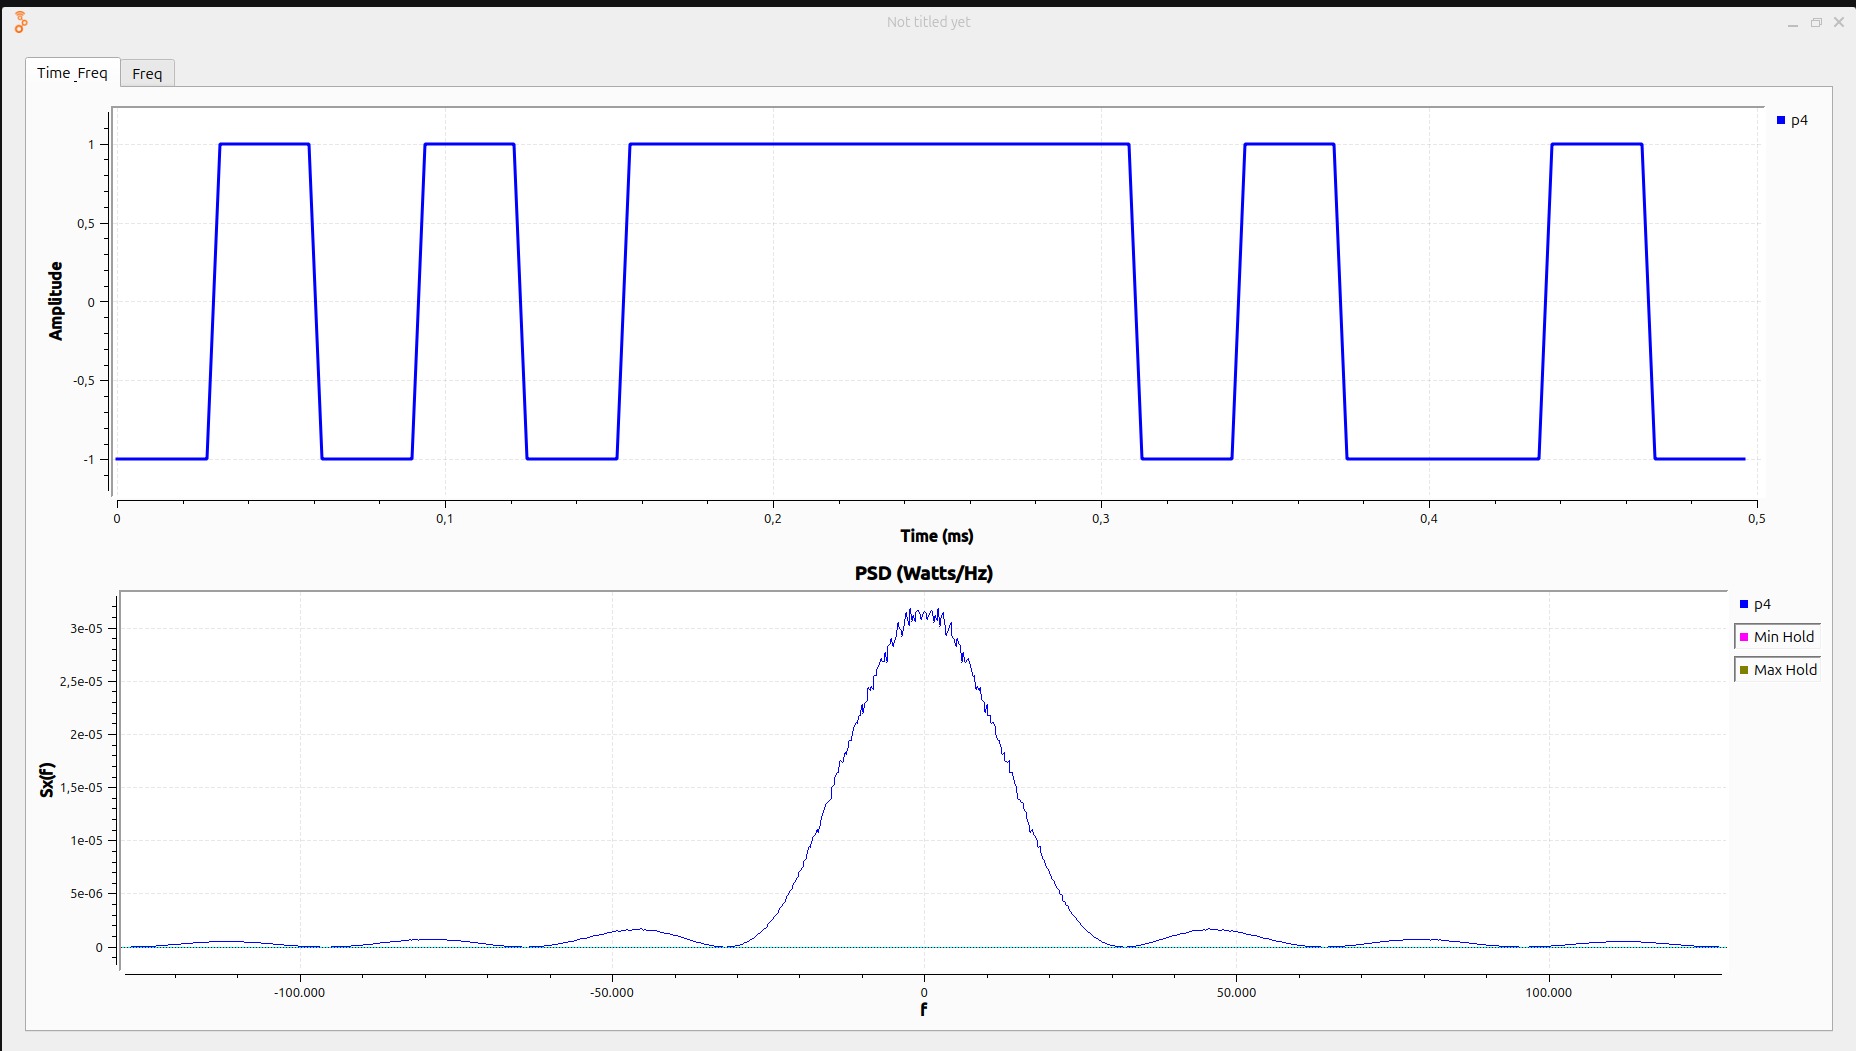 Not titled yet
Time_Freq
Freq
p4
1
0,5
0
-0,5
-1
Amplitude
0
0,1
0,2
0,3
0,4
0,5
Time (ms)
PSD (Watts/Hz)
p4
Min Hold
Max Hold
3e-05
2,5e-05
2e-05
1,5e-05
1e-05
5e-06
0
Sx(f)
-100.000
-50.000
0
50.000
100.000
f